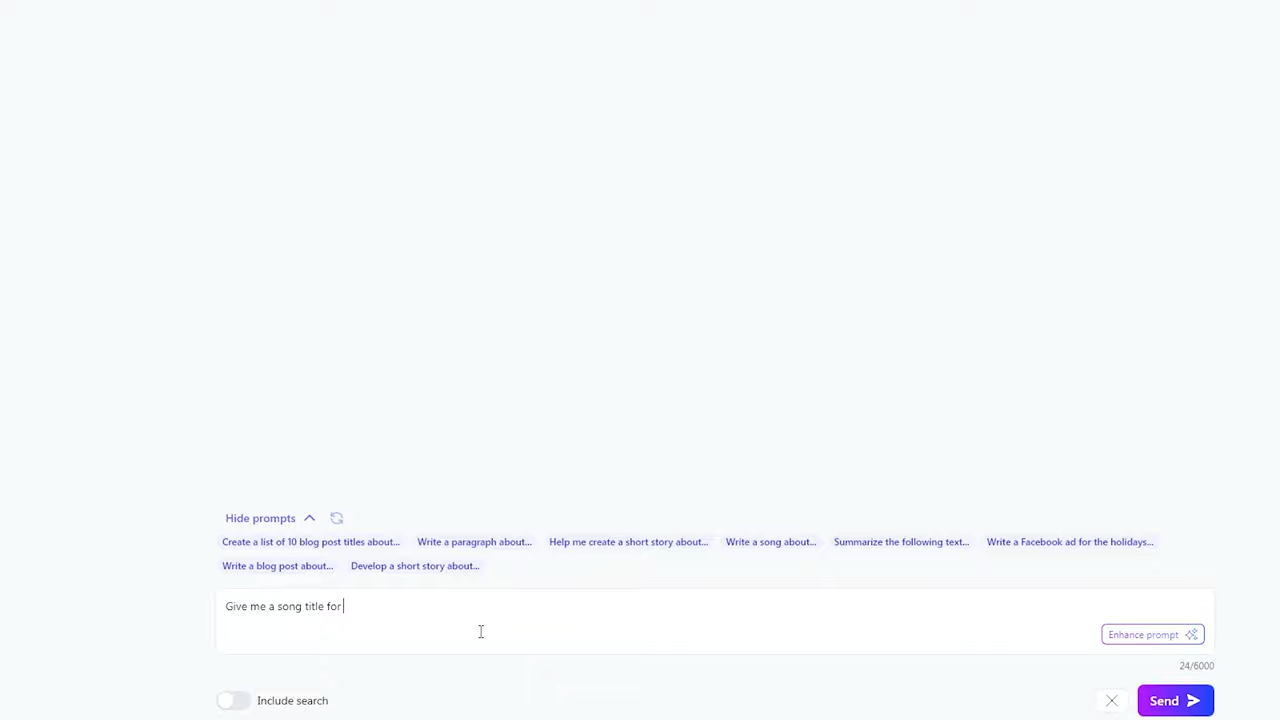 Hide prompts
Create a list of 10 blog post titles about... Write a paragraph about... Help me create a short story about... Write a song about... Summarize the following text... Write a Facebook ad for the holidays...
Write a blog post about... Develop a short story about...
Give me a song title for
Enhance prompt
24/6000
Include search Send